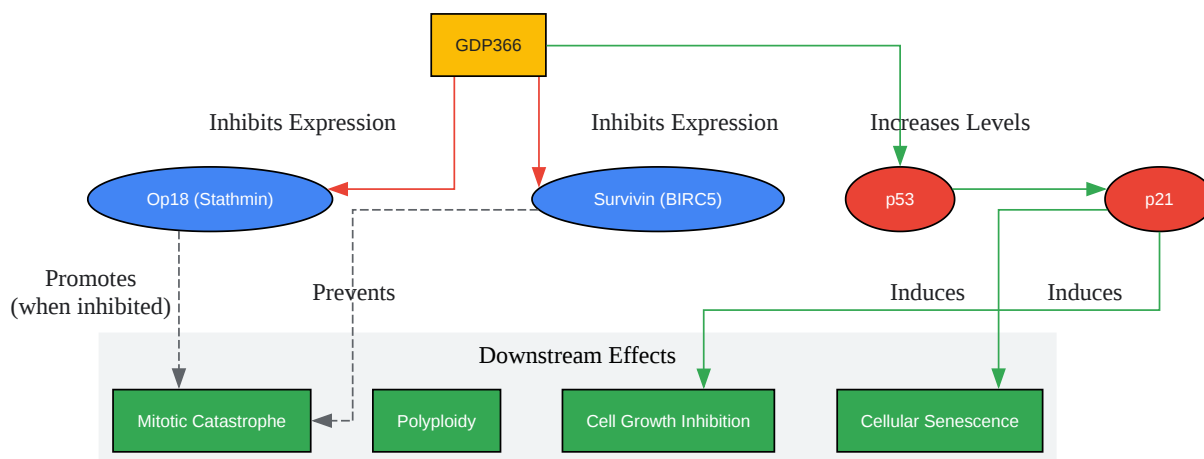 GDP366
Inhibits Expression
Inhibits Expression
Increases Levels
Op18 (Stathmin)
Survivin (BIRC5)
p53
p21
Promotes
(when inhibited)
Prevents
Induces
Induces
Downstream Effects
Mitotic Catastrophe
Polyploidy
Cell Growth Inhibition
Cellular Senescence